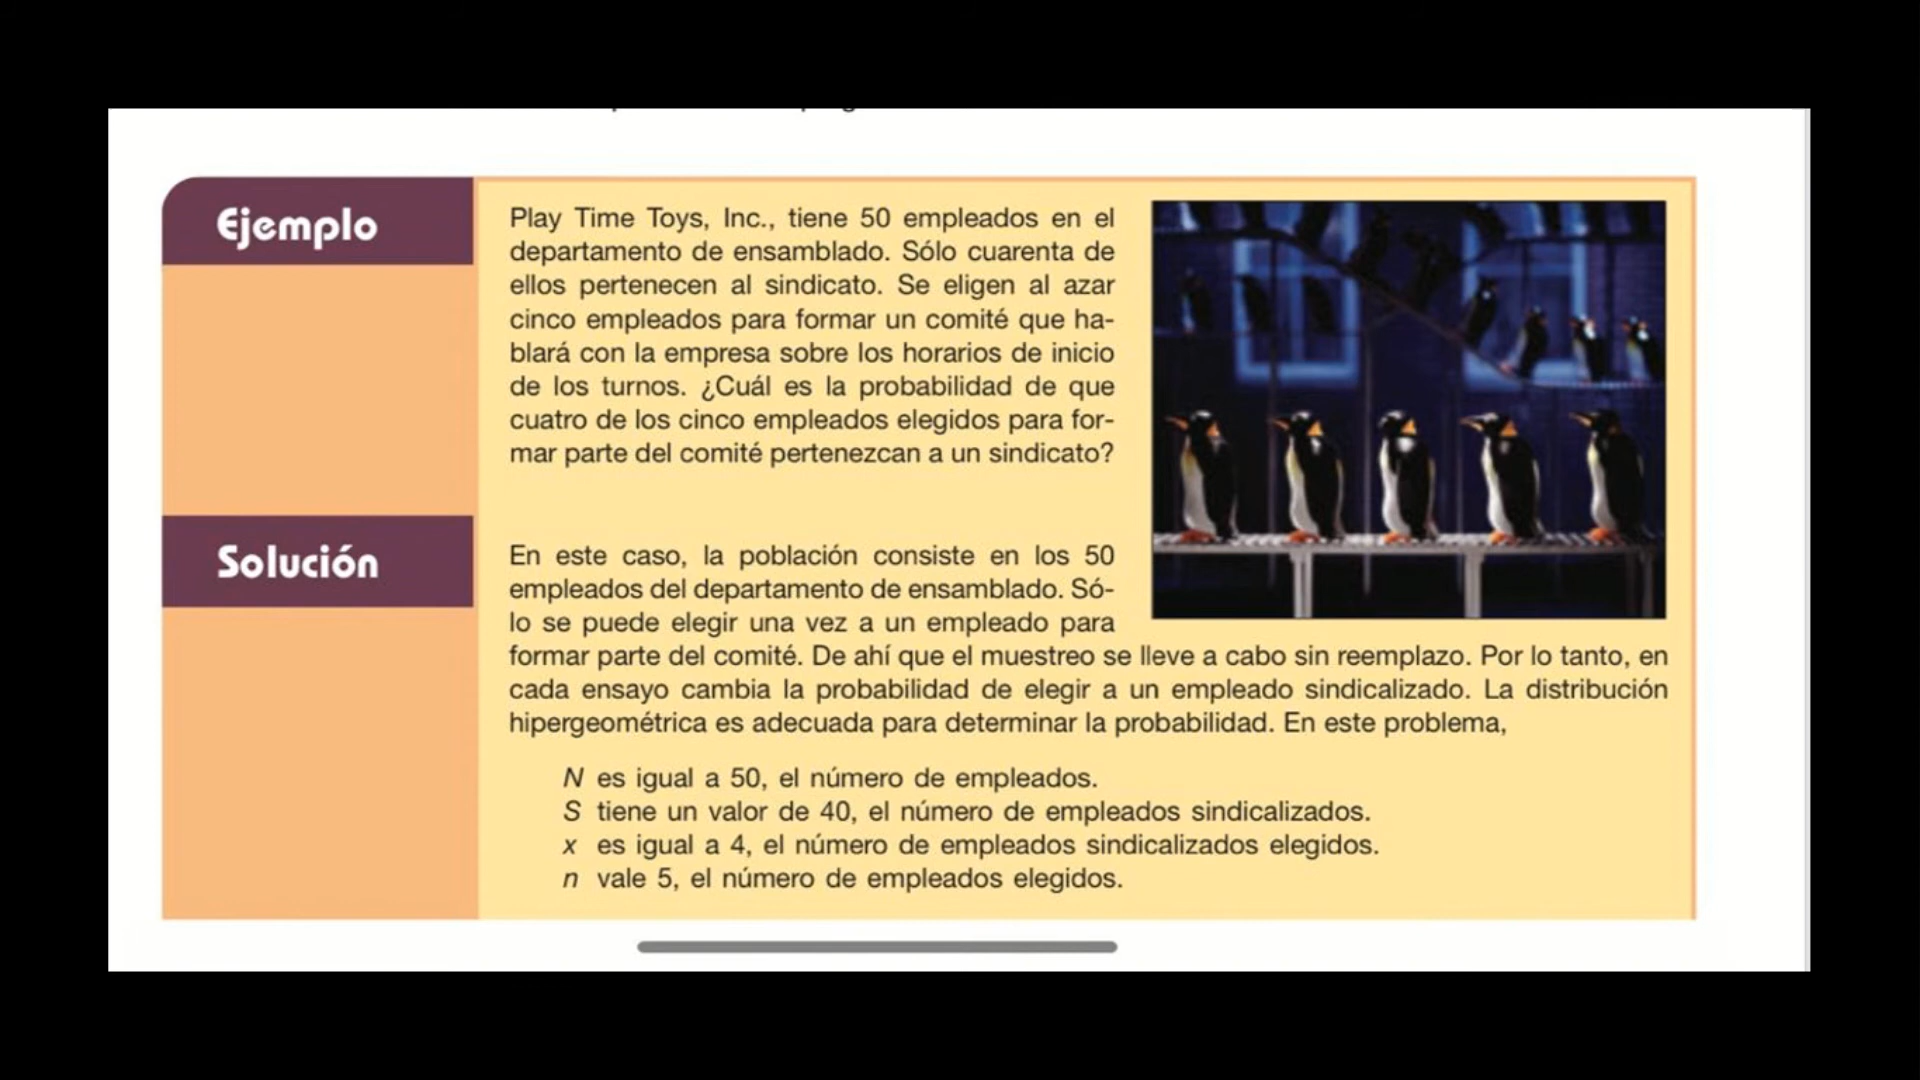 Ejemplo
Play Time Toys, Inc., tiene 50 empleados en el
departamento de ensamblado. Sólo cuarenta de
ellos pertenecen al sindicato. Se eligen al azar
cinco empleados para formar un comité que ha-
blará con la empresa sobre los horarios de inicio
de los turnos. ¿Cuál es la probabilidad de que
cuatro de los cinco empleados elegidos para for-
mar parte del comité pertenezcan a un sindicato?
Solución
En este caso, la población consiste en los 50
empleados del departamento de ensamblado. Só-
lo se puede elegir una vez a un empleado para
formar parte del comité. De ahí que el muestreo se lleve a cabo sin reemplazo. Por lo tanto, en
cada ensayo cambia la probabilidad de elegir a un empleado sindicalizado. La distribución
hipergeométrica es adecuada para determinar la probabilidad. En este problema,
N es igual a 50, el número de empleados.
S tiene un valor de 40, el número de empleados sindicalizados.
x es igual a 4, el número de empleados sindicalizados elegidos.
n vale 5, el número de empleados elegidos.